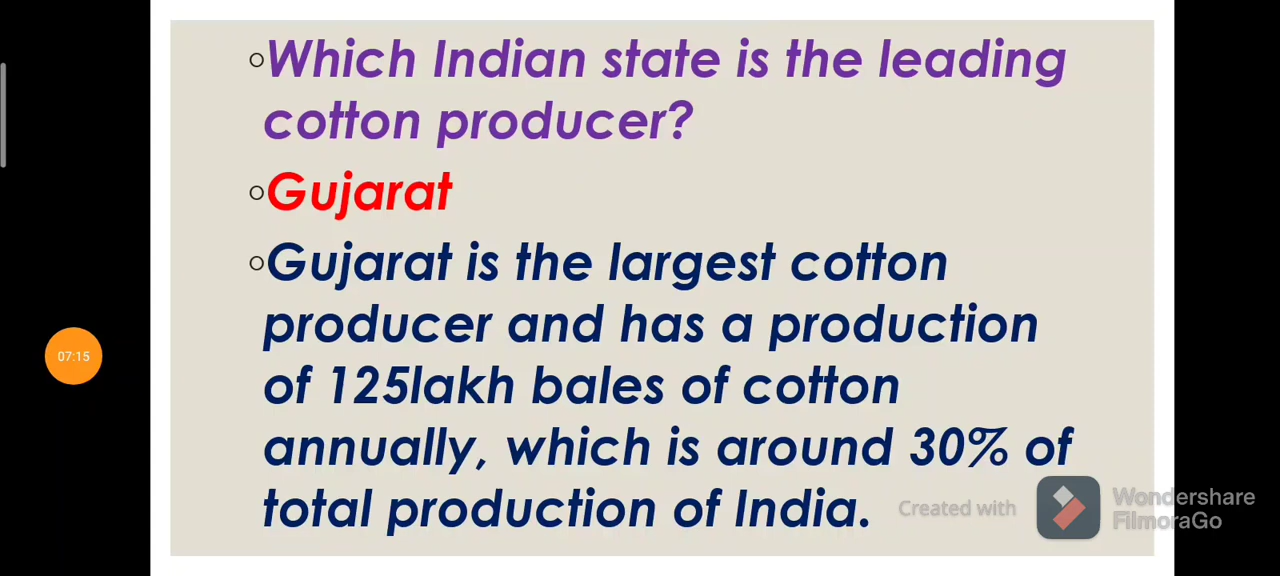 Which Indian state is the leading
cotton producer?
Gujarat
Gujarat is the largest cotton
producer and has a production
of 125lakh bales of cotton
annually, which is around 30% of
total production of India.
07:15
Created with
Wondershare
FilmoraGo